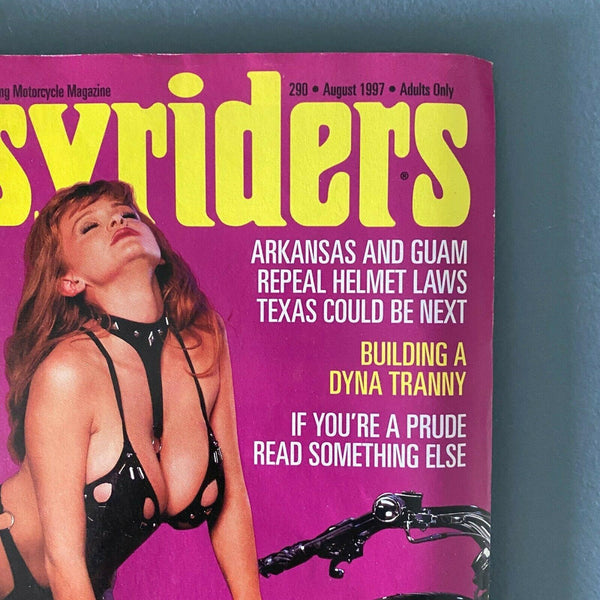 ng Motorcycle Magazine
290 • August 1997 • Adults Only
syriders®
ARKANSAS AND GUAM
REPEAL HELMET LAWS
TEXAS COULD BE NEXT
BUILDING A
DYNA TRANNY
IF YOU'RE A PRUDE
READ SOMETHING ELSE